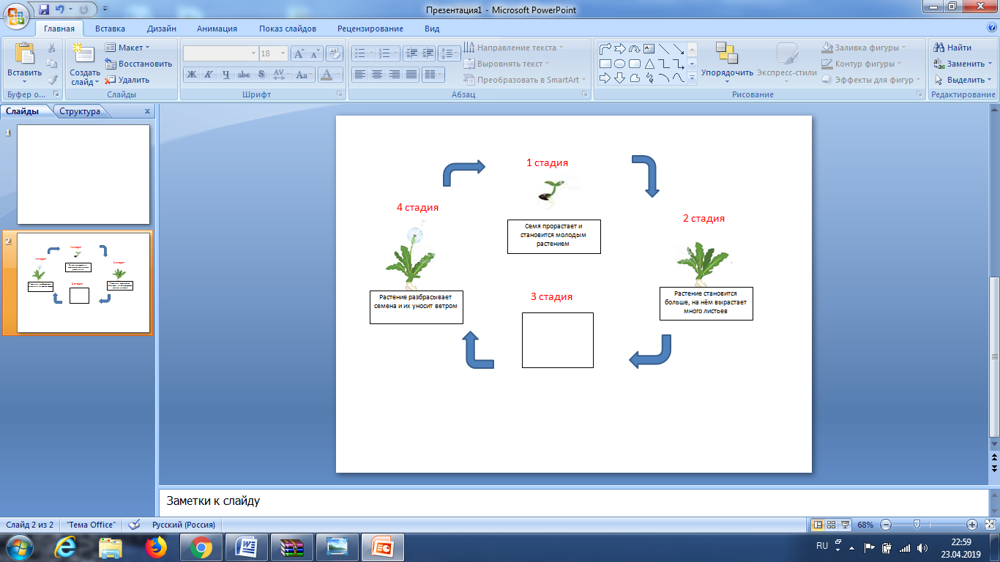 Презентация1 - Microsoft PowerPoint
Главная Вставка Дизайн Анимация Показ слайдов Рецензирование Вид
Вставить
Буфер о...
Создать слайд
Макет
Восстановить
Удалить
Слайды
18
Ж К Ч abc S AV Aa A
Шрифт
Направление текста
Выровнять текст
Преобразовать в SmartArt
Абзац
Упорядочить
Экспресс-стили
Заливка фигуры
Контур фигуры
Эффекты для фигур
Рисование
Найти
Заменить
Выделить
Редактирование
Слайды Структура x
1
2
1 стадия
Семя прорастает и
становится молодым
растением
2 стадия
Растение становится
больше, на нём вырастает
много листьев
3 стадия
4 стадия
Растение разбрасывает
семена и их уносит ветром
Заметки к слайду
Слайд 2 из 2 "Тема Office" Русский (Россия) 68%
RU 22:59
23.04.2019